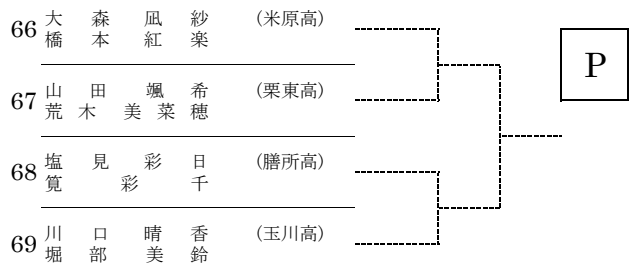 66 大森凪紗 (米原高)
橋本紅楽
P
67 山田颯希 (栗東高)
荒木美菜穂
68 塩見彩日 (膳所高)
筧彩千
69 川口晴香 (玉川高)
堀部美鈴